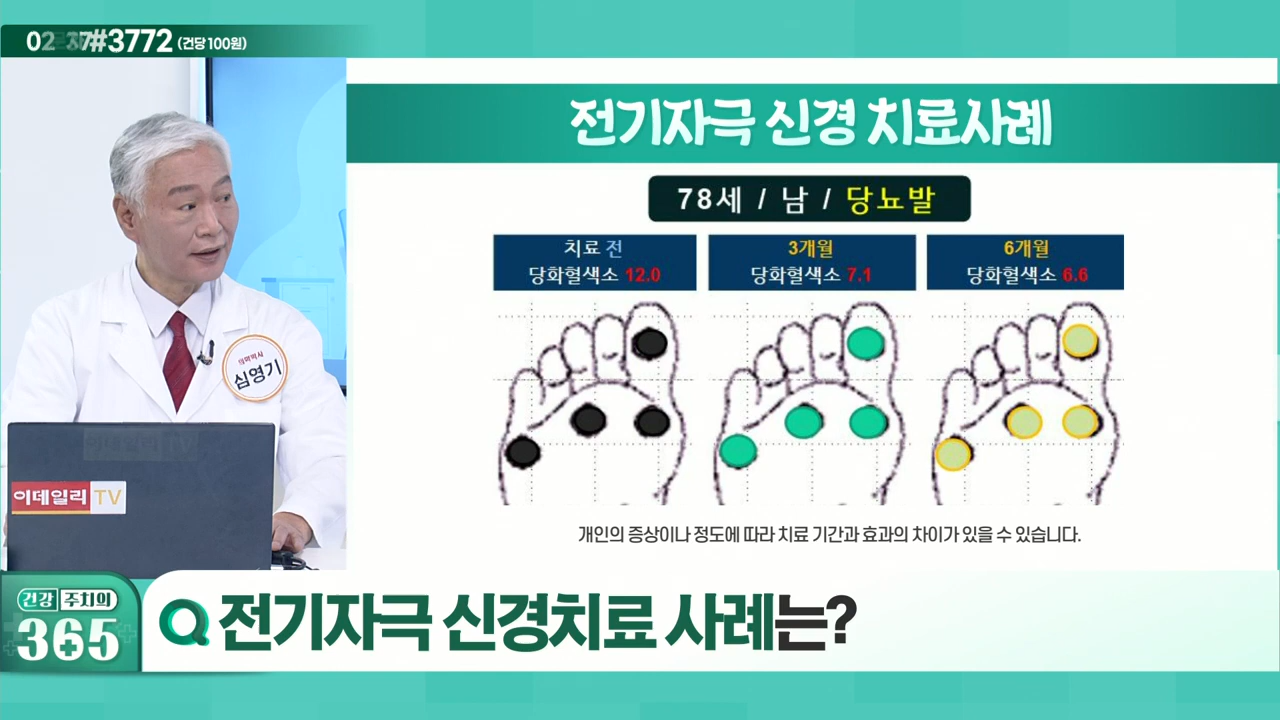 #3772 (건당 100원)
전기자극 신경 치료사례
78세 / 남 / 당뇨발
치료 전
당화혈색소 12.0
3개월
당화혈색소 7.1
6개월
당화혈색소 6.6
의학박사
심영기
이데일리TV
이데일리TV
개인의 증상이나 정도에 따라 치료 기간과 효과의 차이가 있을 수 있습니다.
건강 주치의
365
Q 전기자극 신경치료 사례는?